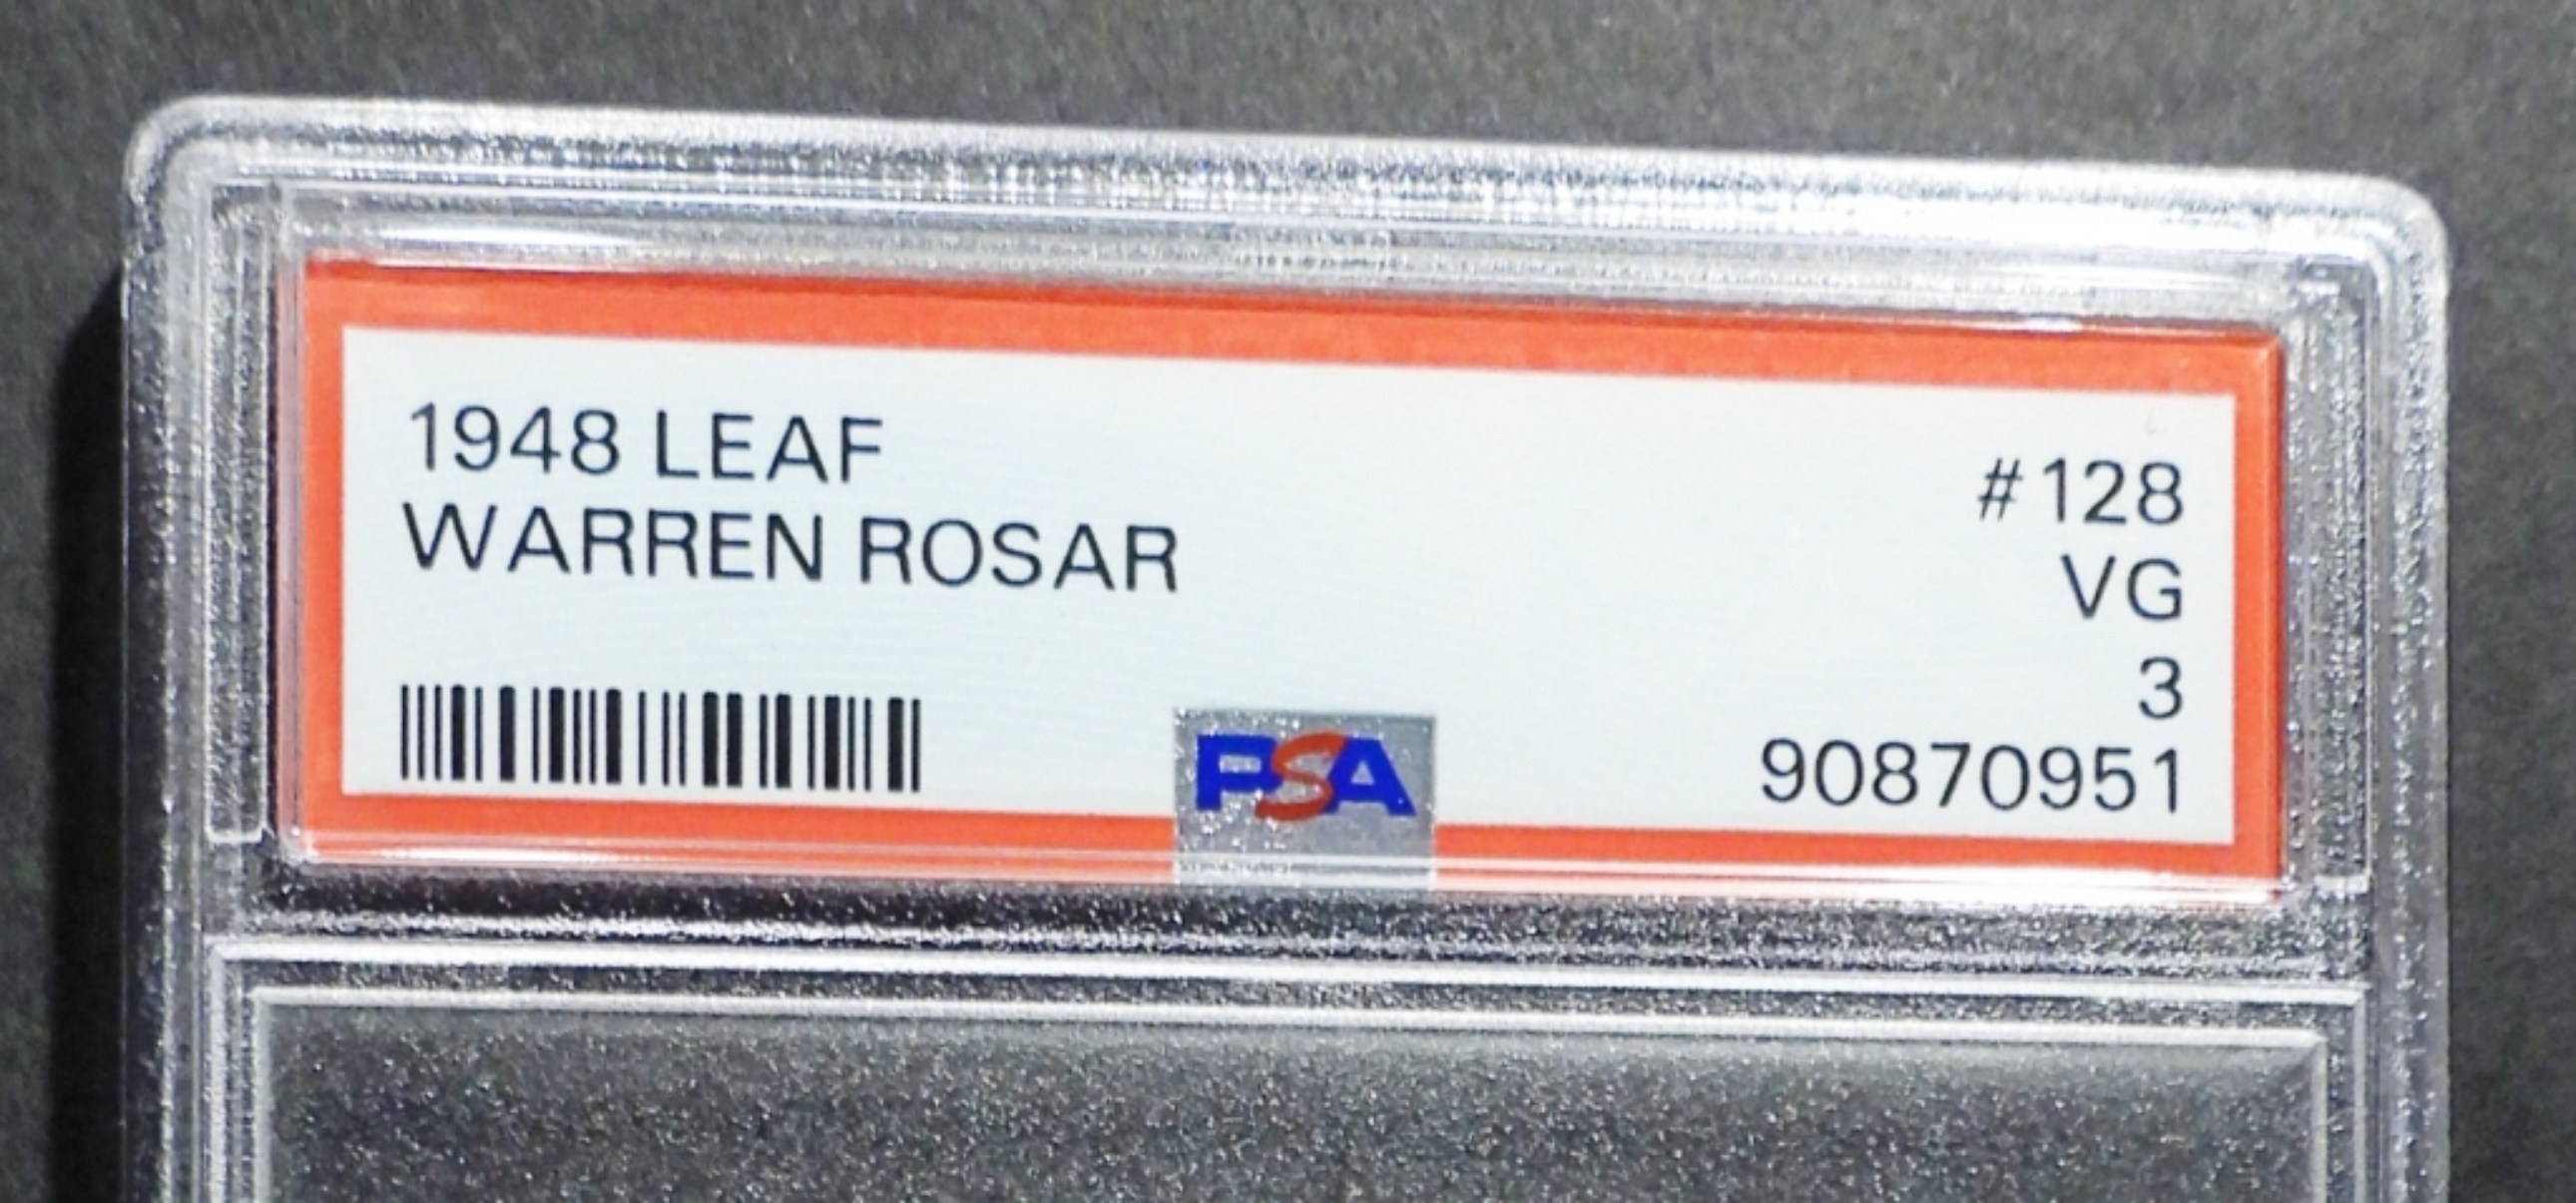 1948 LEAF
WARREN ROSAR
#128
VG
3
90870951
PSA